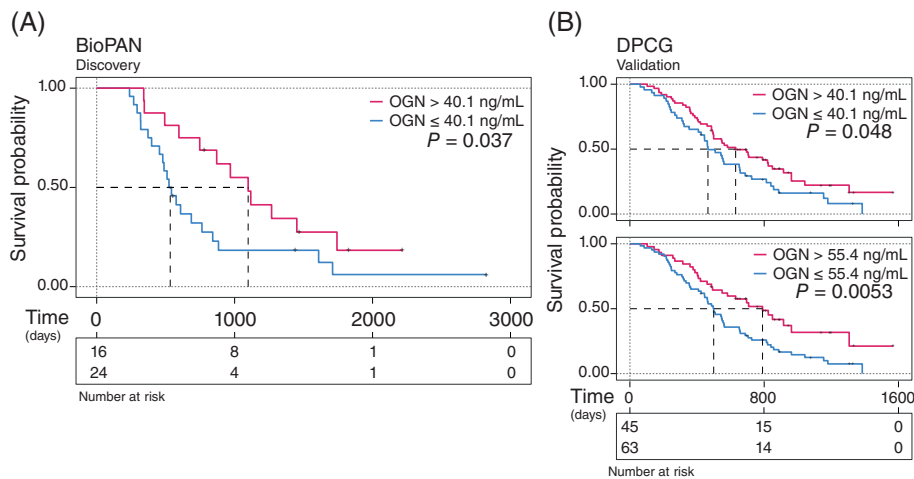 (A)
BioPAN
Discovery
Survival probability
1.00
0.50
0.00
OGN > 40.1 ng/mL
OGN ≤ 40.1 ng/mL
P = 0.037
Time
(days)
0 1000 2000 3000
16 8 1 0
24 4 1 0
Number at risk
(B)
DPCG
Validation
Survival probability
1.00
0.50
0.00
OGN > 40.1 ng/mL
OGN ≤ 40.1 ng/mL
P = 0.048
1.00
0.50
0.00
OGN > 55.4 ng/mL
OGN ≤ 55.4 ng/mL
P = 0.0053
Time
(days)
0 800 1600
45 15 0
63 14 0
Number at risk